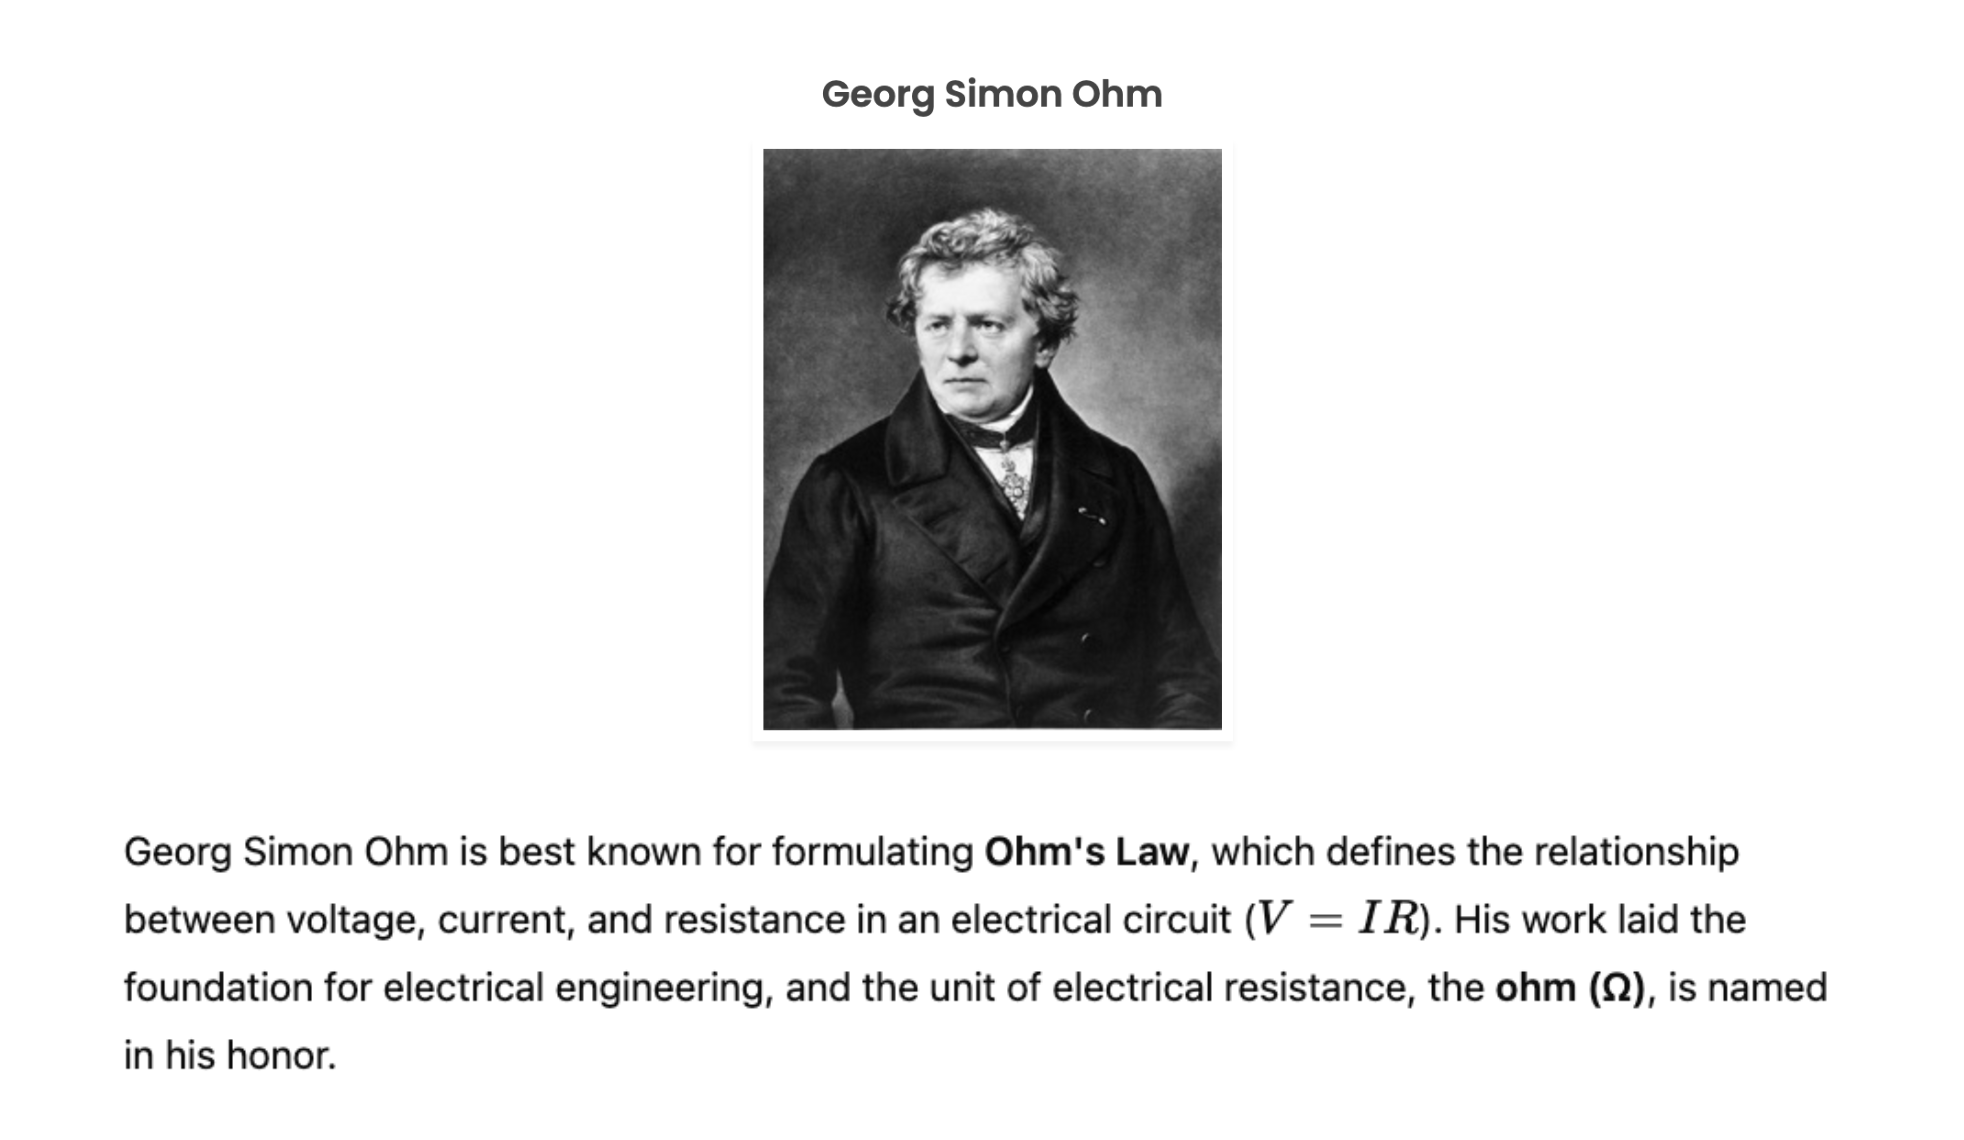 Georg Simon Ohm
Georg Simon Ohm is best known for formulating Ohm's Law, which defines the relationship
between voltage, current, and resistance in an electrical circuit (V = IR). His work laid the
foundation for electrical engineering, and the unit of electrical resistance, the ohm (Ω), is named
in his honor.